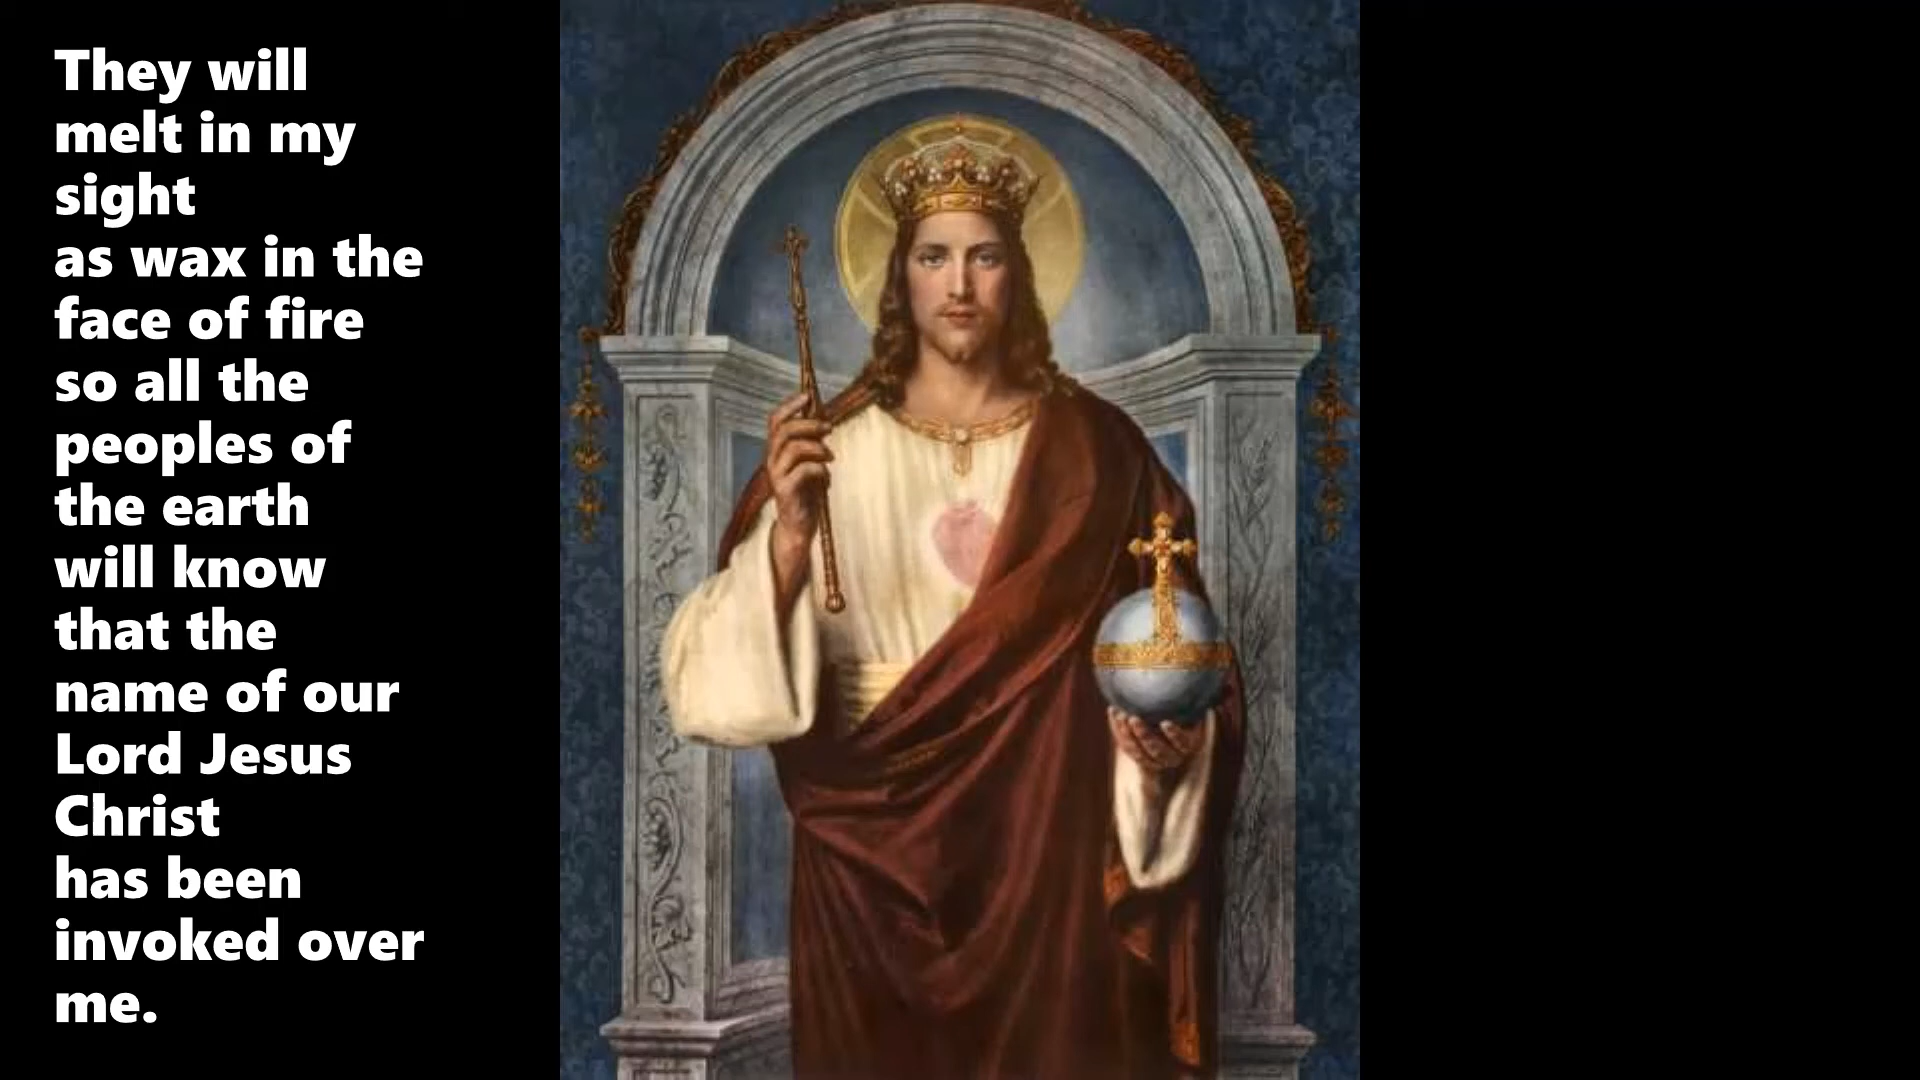 They will
melt in my
sight
as wax in the
face of fire
so all the
peoples of
the earth
will know
that the
name of our
Lord Jesus
Christ
has been
invoked over
me.